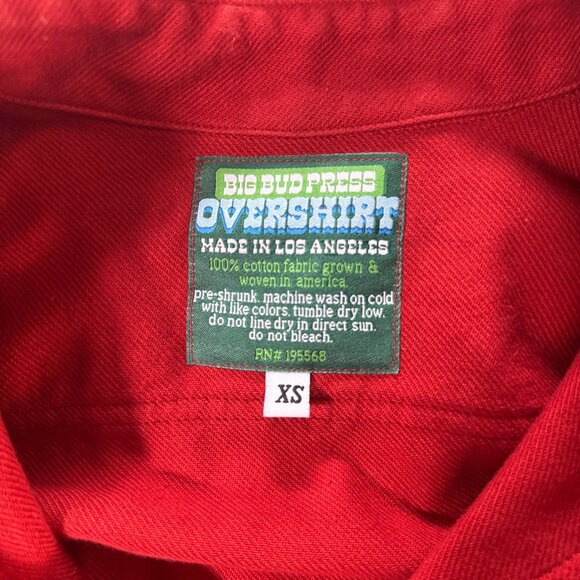 BIG BUD PRESS
OVERSHIRT
MADE IN LOS ANGELES
100% cotton fabric grown &
woven in america.
pre-shrunk. machine wash on cold
with like colors. tumble dry low.
do not line dry in direct sun.
do not bleach.
RN# 195568
XS